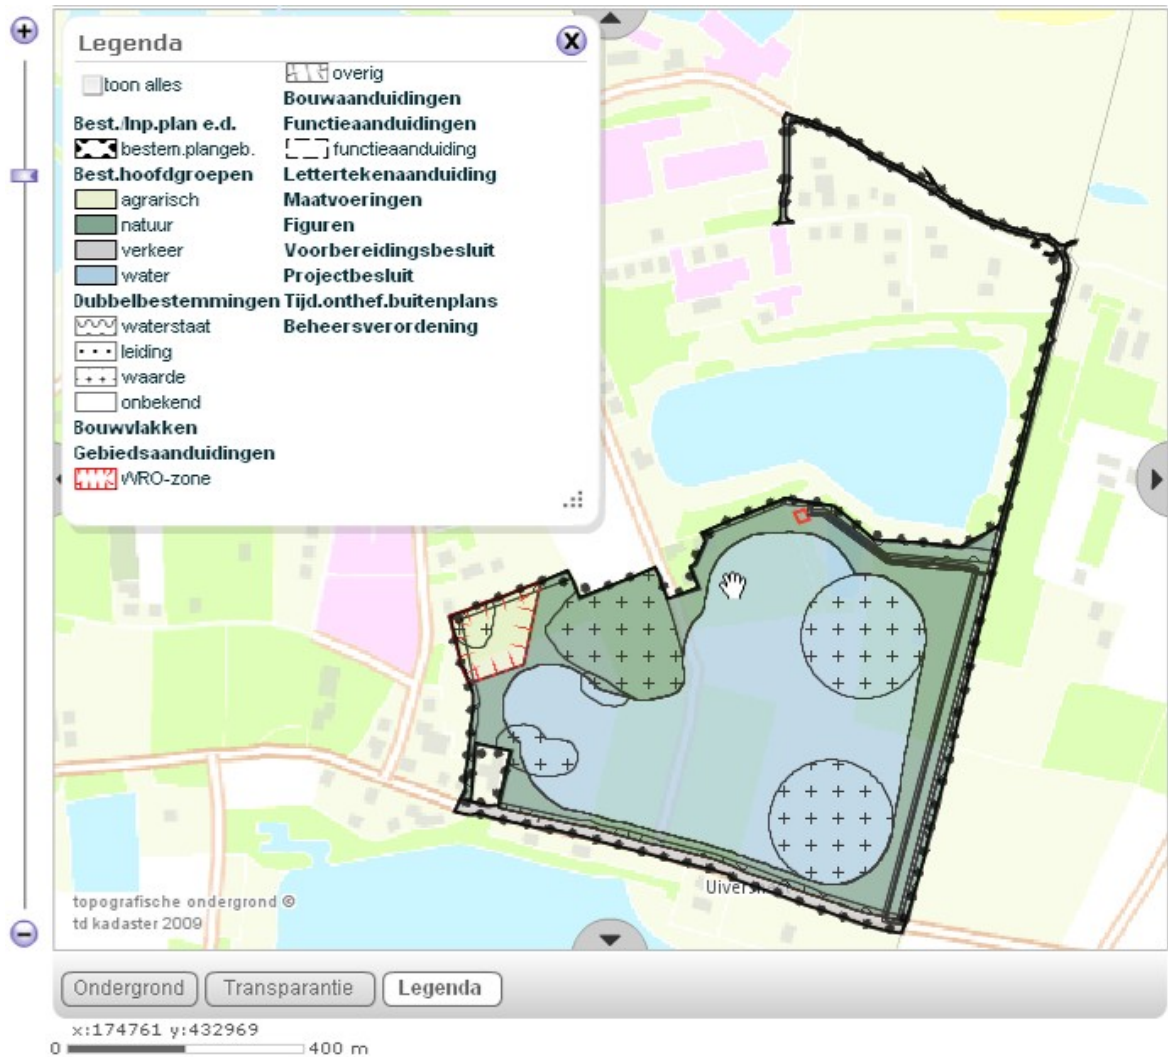 Legenda
toon alles
Best./Inp.plan e.d.
bestem.plangeb.
Best.hoofdgroepen
agrarisch
natuur
verkeer
water
Dubbelbestemmingen
waterstaat
leiding
waarde
onbekend
Bouwvlakken
Gebiedsaanduidingen
WRO-zone
overig
Bouwaanduidingen
Functieaanduidingen
functieaanduiding
Lettertekenaanduiding
Maatvoeringen
Figuren
Voorbereidingsbesluit
Projectbesluit
Tijd.onthef.buitenplans
Beheersverordening
topografische ondergrond ©
td kadaster 2009
Ondergrond
Transparantie
Legenda
x:174761 y:432969
0 400 m